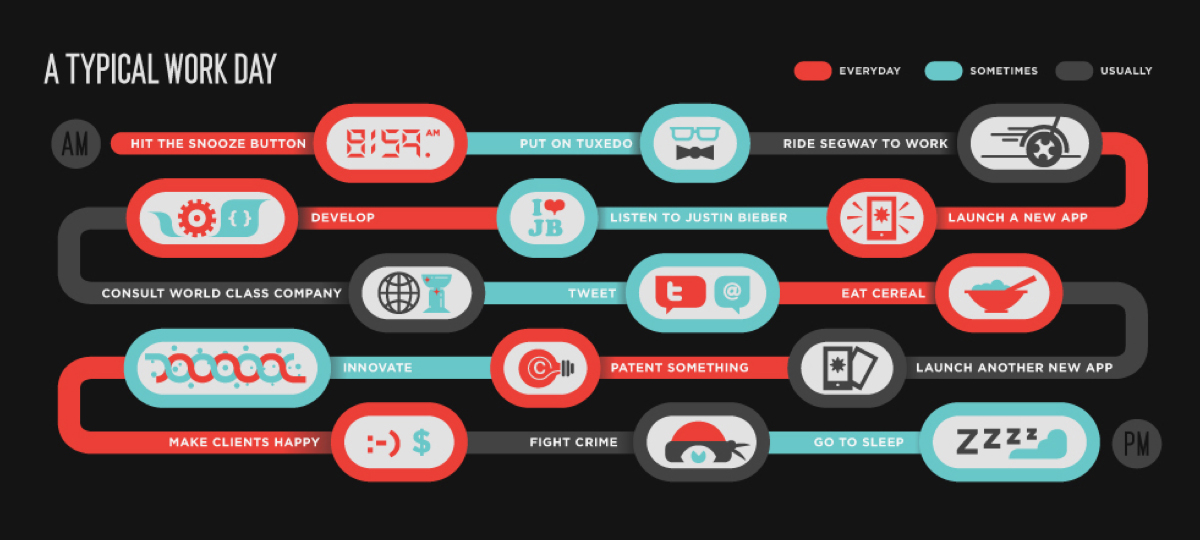 A TYPICAL WORK DAY
EVERYDAY SOMETIMES USUALLY
AM HIT THE SNOOZE BUTTON 8:59. AM PUT ON TUXEDO RIDE SEGWAY TO WORK
{ } DEVELOP I ❤ JB LISTEN TO JUSTIN BIEBER LAUNCH A NEW APP
CONSULT WORLD CLASS COMPANY TWEET t @ EAT CEREAL
INNOVATE C PATENT SOMETHING LAUNCH ANOTHER NEW APP
MAKE CLIENTS HAPPY :-) $ FIGHT CRIME GO TO SLEEP ZZZZ PM